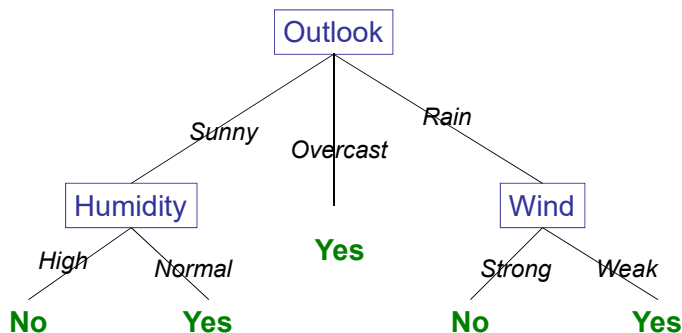 Outlook
Sunny
Overcast
Rain
Humidity
Wind
High
Normal
Yes
Strong
Weak
No
Yes
No
Yes